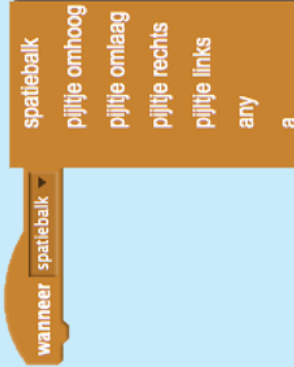 wanneer spatiebalk
spatiebalk
pijltje omhoog
pijltje omlaag
pijltje rechts
pijltje links
any
a